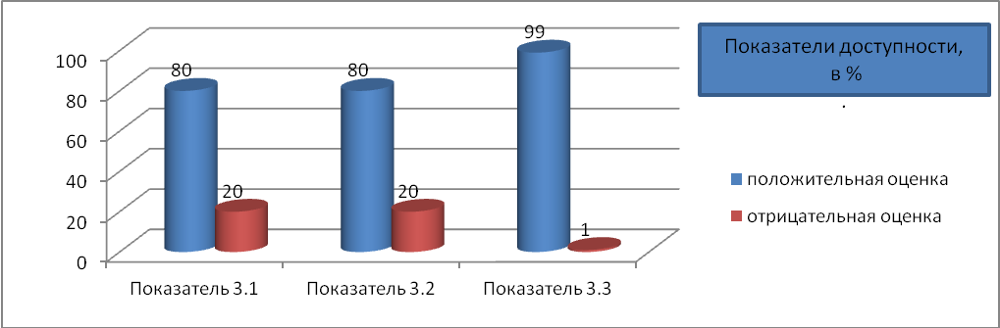 Показатели доступности,
в %
.
100
80
60
40
20
0
80
20
80
20
99
1
Показатель 3.1
Показатель 3.2
Показатель 3.3
положительная оценка
отрицательная оценка